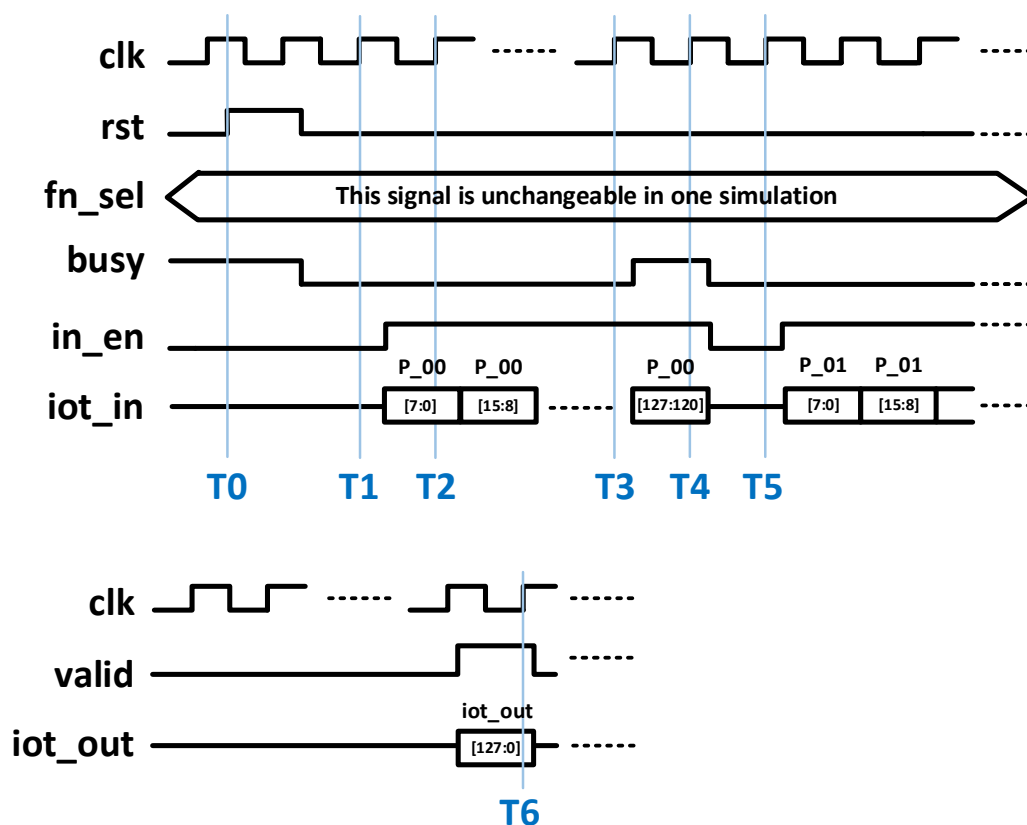 clk
rst
fn_sel
This signal is unchangeable in one simulation
busy
in_en
P_00 P_00 P_00 P_01 P_01
iot_in
[7:0] [15:8] [127:120] [7:0] [15:8]
T0 T1 T2 T3 T4 T5
clk
valid
iot_out
iot_out
[127:0]
T6